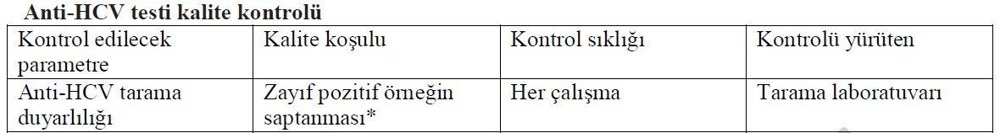 Anti-HCV testi kalite kontrolü
Kontrol edilecek parametre
Kalite koşulu
Kontrol sıklığı
Kontrolü yürüten
Anti-HCV tarama duyarlılığı
Zayıf pozitif örneğin saptanması*
Her çalışma
Tarama laboratuvarı